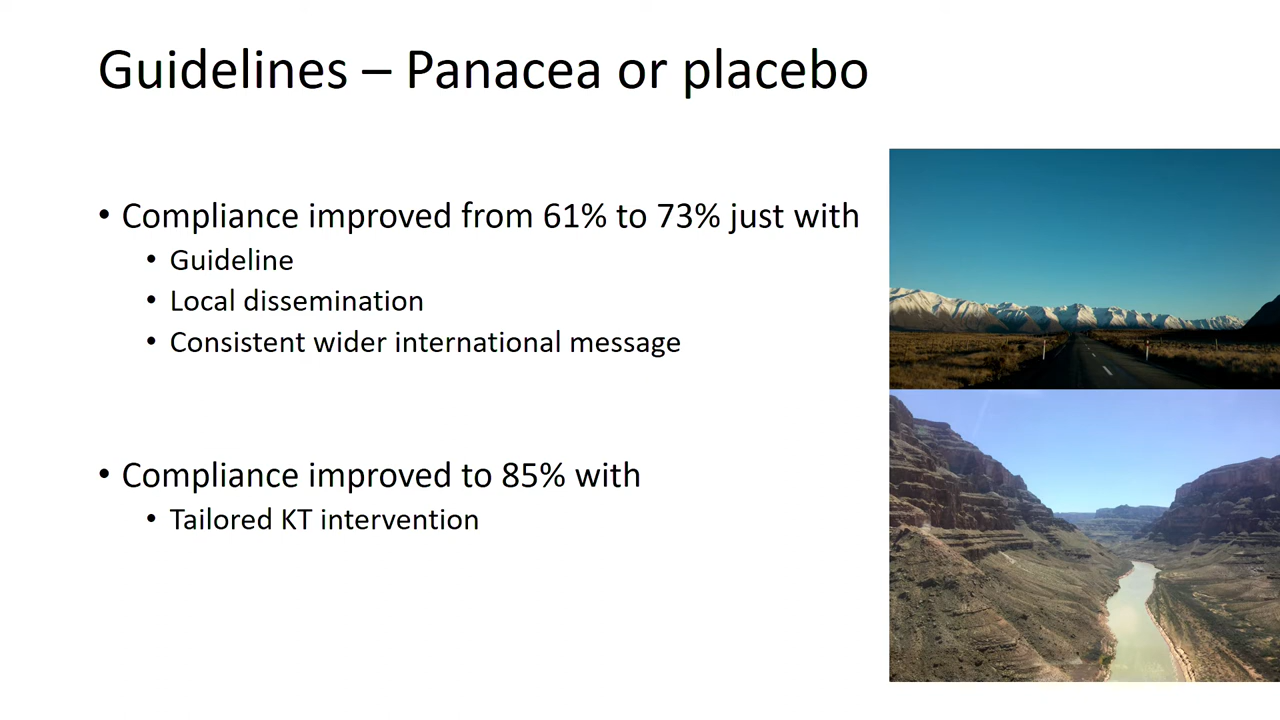 Guidelines – Panacea or placebo
• Compliance improved from 61% to 73% just with
• Guideline
• Local dissemination
• Consistent wider international message
• Compliance improved to 85% with
• Tailored KT intervention